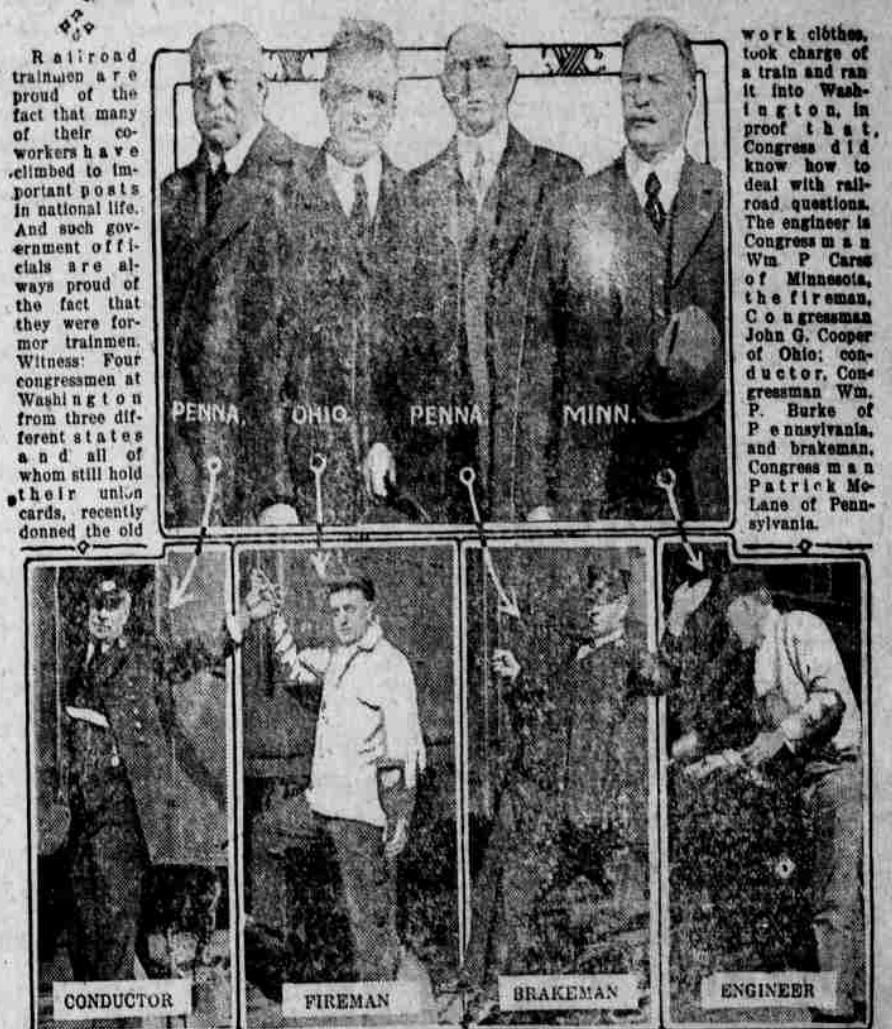 Railroad
trainmen are
proud of the
fact that many
of their co-
workers have
climbed to im-
portant posts
in national life.
And such gov-
ernment offi-
cials are al-
ways proud of
the fact that
they were for-
mer trainmen.
Witness: Four
congressmen at
Washington
from three dif-
ferent states
and all of
whom still hold
their union
cards, recently
donned the old
work clothes,
took charge of
a train and ran
it into Wash-
ington, in
proof that
Congress did
know how to
deal with rail-
road questions.
The engineer is
Congressman
Wm. P Carss
of Minnesota,
the fireman,
Congressman
John G. Cooper
of Ohio; con-
ductor, Con-
gressman Wm.
P. Burke of
Pennsylvania,
and brakeman,
Congressman
Patrick Mc-
Lane of Penn-
sylvania.
PENNA. OHIO. PENNA. MINN.
CONDUCTOR FIREMAN BRAKEMAN ENGINEER